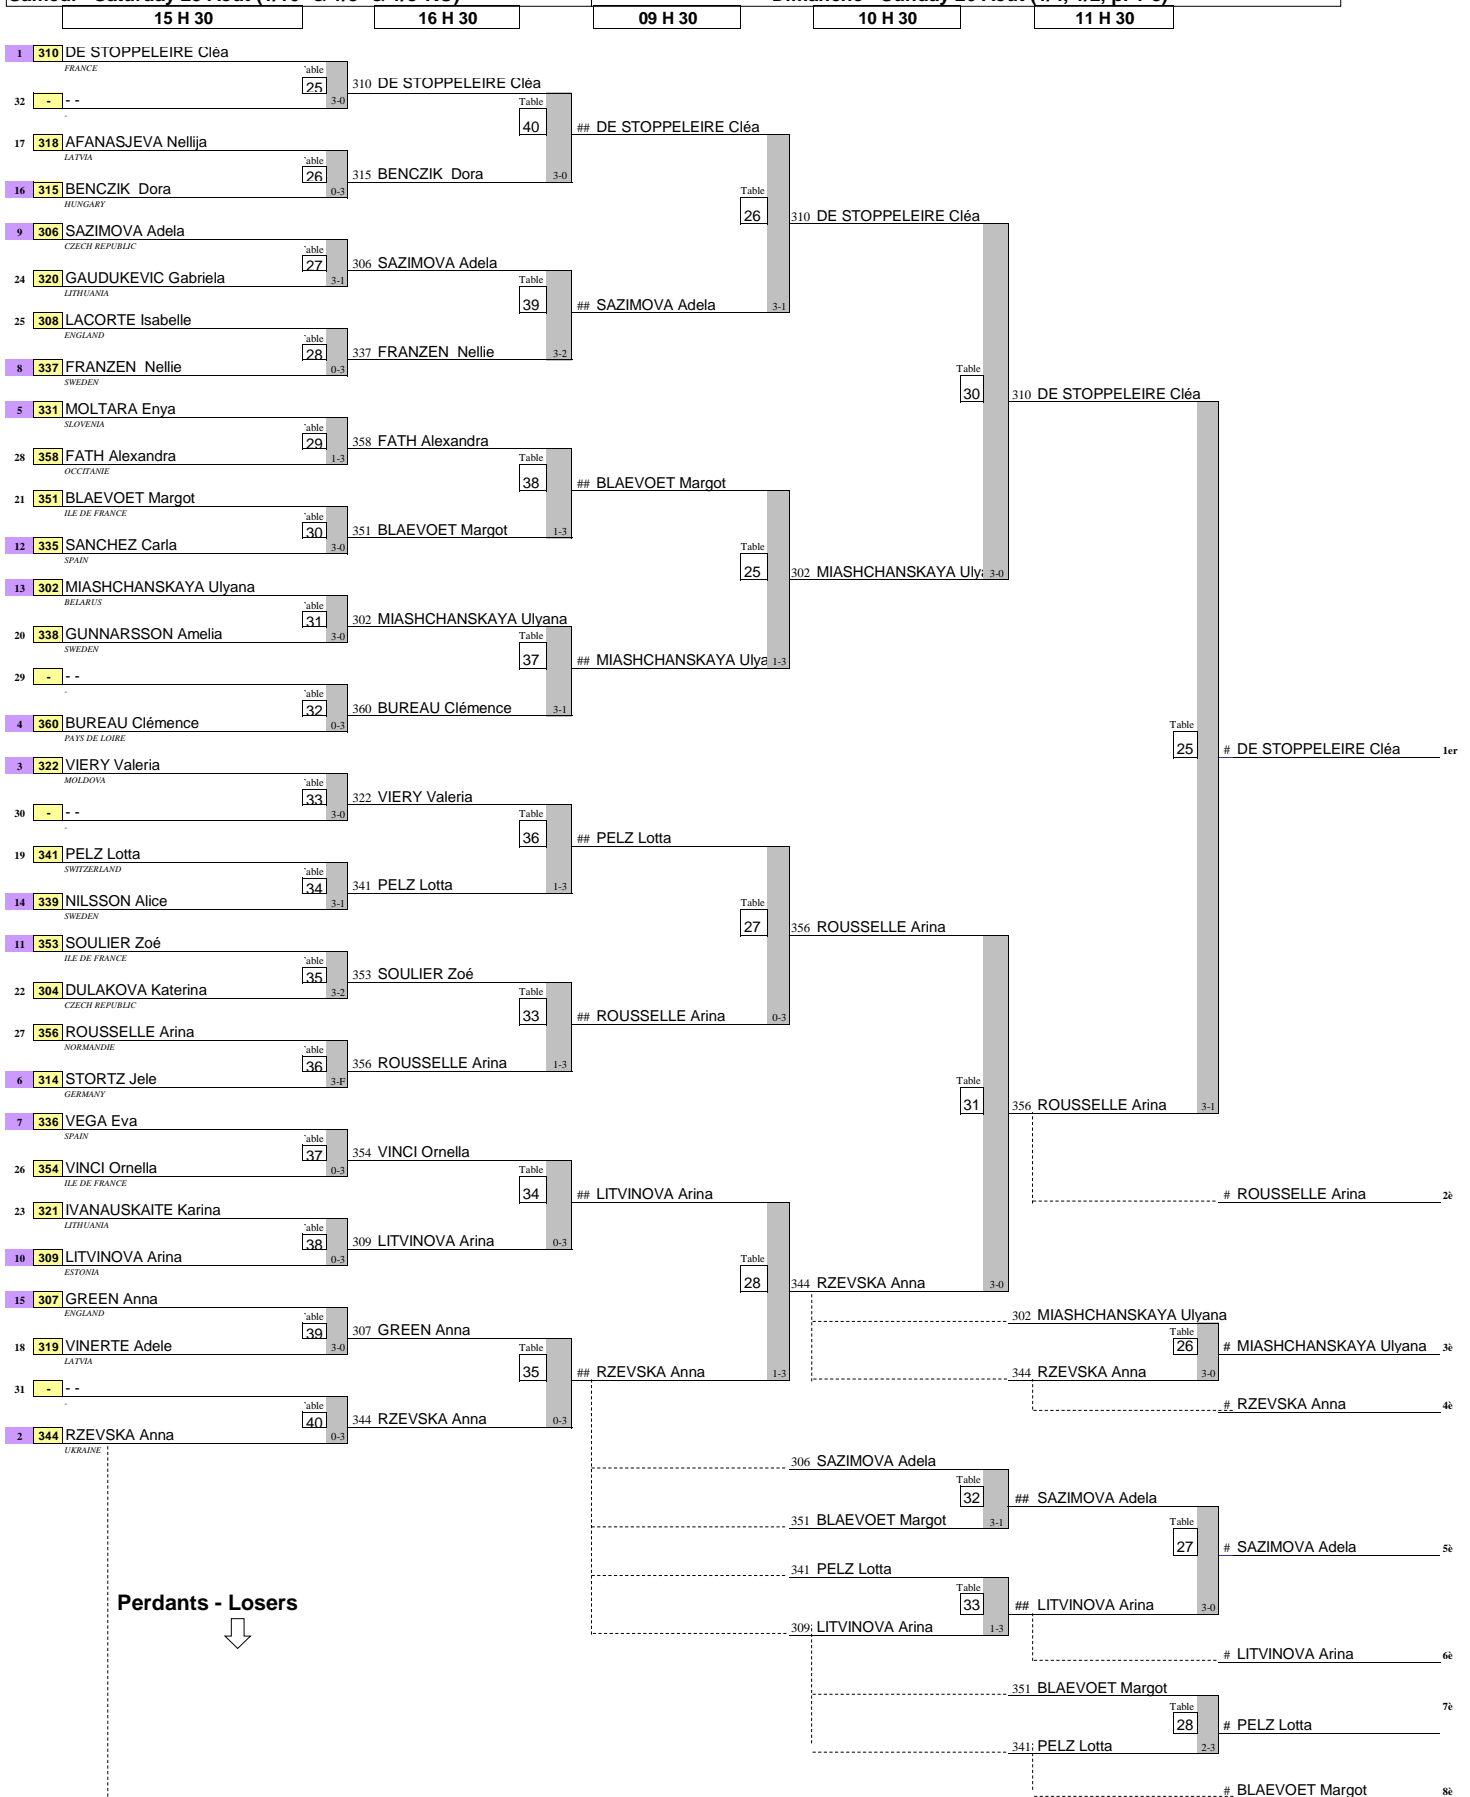 15 H 30
16 H 30
09 H 30
10 H 30
11 H 30
1 310 DE STOPPELEIRE Cléa
FRANCE
32 - - -
17 318 AFANASJEVA Nellija
LATVIA
16 315 BENCZIK Dora
HUNGARY
9 306 SAZIMOVA Adela
CZECH REPUBLIC
24 320 GAUDUKEVIC Gabriela
LITHUANIA
25 308 LACORTE Isabelle
ENGLAND
8 337 FRANZEN Nellie
SWEDEN
5 331 MOLTARA Enya
SLOVENIA
28 358 FATH Alexandra
OCCITANIE
21 351 BLAEVOET Margot
ILE DE FRANCE
12 335 SANCHEZ Carla
SPAIN
13 302 MIASHCHANSKAYA Ulyana
BELARUS
20 338 GUNNARSSON Amelia
SWEDEN
29 - - -
4 360 BUREAU Clémence
PAYS DE LOIRE
3 322 VIERY Valeria
MOLDOVA
30 - - -
19 341 PELZ Lotta
SWITZERLAND
14 339 NILSSON Alice
SWEDEN
11 353 SOULIER Zoé
ILE DE FRANCE
22 304 DULAKOVA Katerina
CZECH REPUBLIC
27 356 ROUSSELLE Arina
NORMANDIE
6 314 STORTZ Jele
GERMANY
7 336 VEGA Eva
SPAIN
26 354 VINCI Ornella
ILE DE FRANCE
23 321 IVANAUSKAITE Karina
LITHUANIA
10 309 LITVINOVA Arina
ESTONIA
15 307 GREEN Anna
ENGLAND
18 319 VINERTE Adele
LATVIA
31 - - -
2 344 RZEVSKA Anna
UKRAINE
Perdants - Losers
able 25 3-0
able 26 0-3
able 27 3-1
able 28 0-3
able 29 1-3
able 30 3-0
able 31 3-0
able 32 0-3
able 33 3-0
able 34 3-1
able 35 3-2
able 36 3-F
able 37 0-3
able 38 0-3
able 39 3-0
able 40 0-3
310 DE STOPPELEIRE Cléa
315 BENCZIK Dora
306 SAZIMOVA Adela
337 FRANZEN Nellie
358 FATH Alexandra
351 BLAEVOET Margot
302 MIASHCHANSKAYA Ulyana
360 BUREAU Clémence
322 VIERY Valeria
341 PELZ Lotta
353 SOULIER Zoé
356 ROUSSELLE Arina
354 VINCI Ornella
309 LITVINOVA Arina
307 GREEN Anna
344 RZEVSKA Anna
Table 40 3-0
Table 39 3-2
Table 38 1-3
Table 37 3-1
Table 36 1-3
Table 33 1-3
Table 34 0-3
Table 35 0-3
## DE STOPPELEIRE Cléa
## SAZIMOVA Adela
## BLAEVOET Margot
## MIASHCHANSKAYA Ulya
## PELZ Lotta
## ROUSSELLE Arina
## LITVINOVA Arina
## RZEVSKA Anna
Table 26 3-1
Table 25 1-3
Table 27 0-3
Table 28 1-3
310 DE STOPPELEIRE Cléa
302 MIASHCHANSKAYA Uly
356 ROUSSELLE Arina
344 RZEVSKA Anna
306 SAZIMOVA Adela
351 BLAEVOET Margot
341 PELZ Lotta
309 LITVINOVA Arina
Table 30 3-0
Table 31 3-0
Table 32 3-1
Table 33 1-3
310 DE STOPPELEIRE Cléa
356 ROUSSELLE Arina
302 MIASHCHANSKAYA Ulyana
344 RZEVSKA Anna
## SAZIMOVA Adela
## LITVINOVA Arina
351 BLAEVOET Margot
341 PELZ Lotta
Table 25 3-1
Table 26 3-0
Table 27 3-0
Table 28 2-3
# DE STOPPELEIRE Cléa 1er
# ROUSSELLE Arina 2è
# MIASHCHANSKAYA Ulyana 3è
# RZEVSKA Anna 4è
# SAZIMOVA Adela 5è
# LITVINOVA Arina 6è
# PELZ Lotta 7è
# BLAEVOET Margot 8è